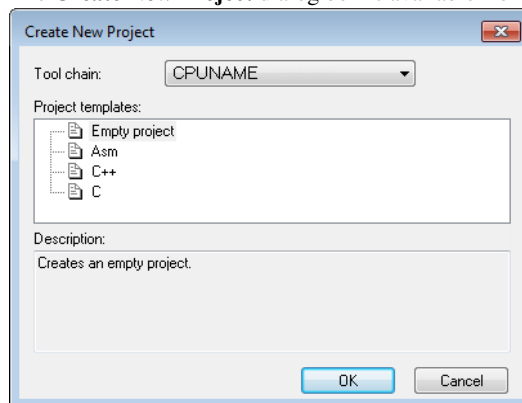 Create New Project
Tool chain:
CPUNAME
Project templates:
Empty project
Asm
C++
C
Description:
Creates an empty project.
OK
Cancel